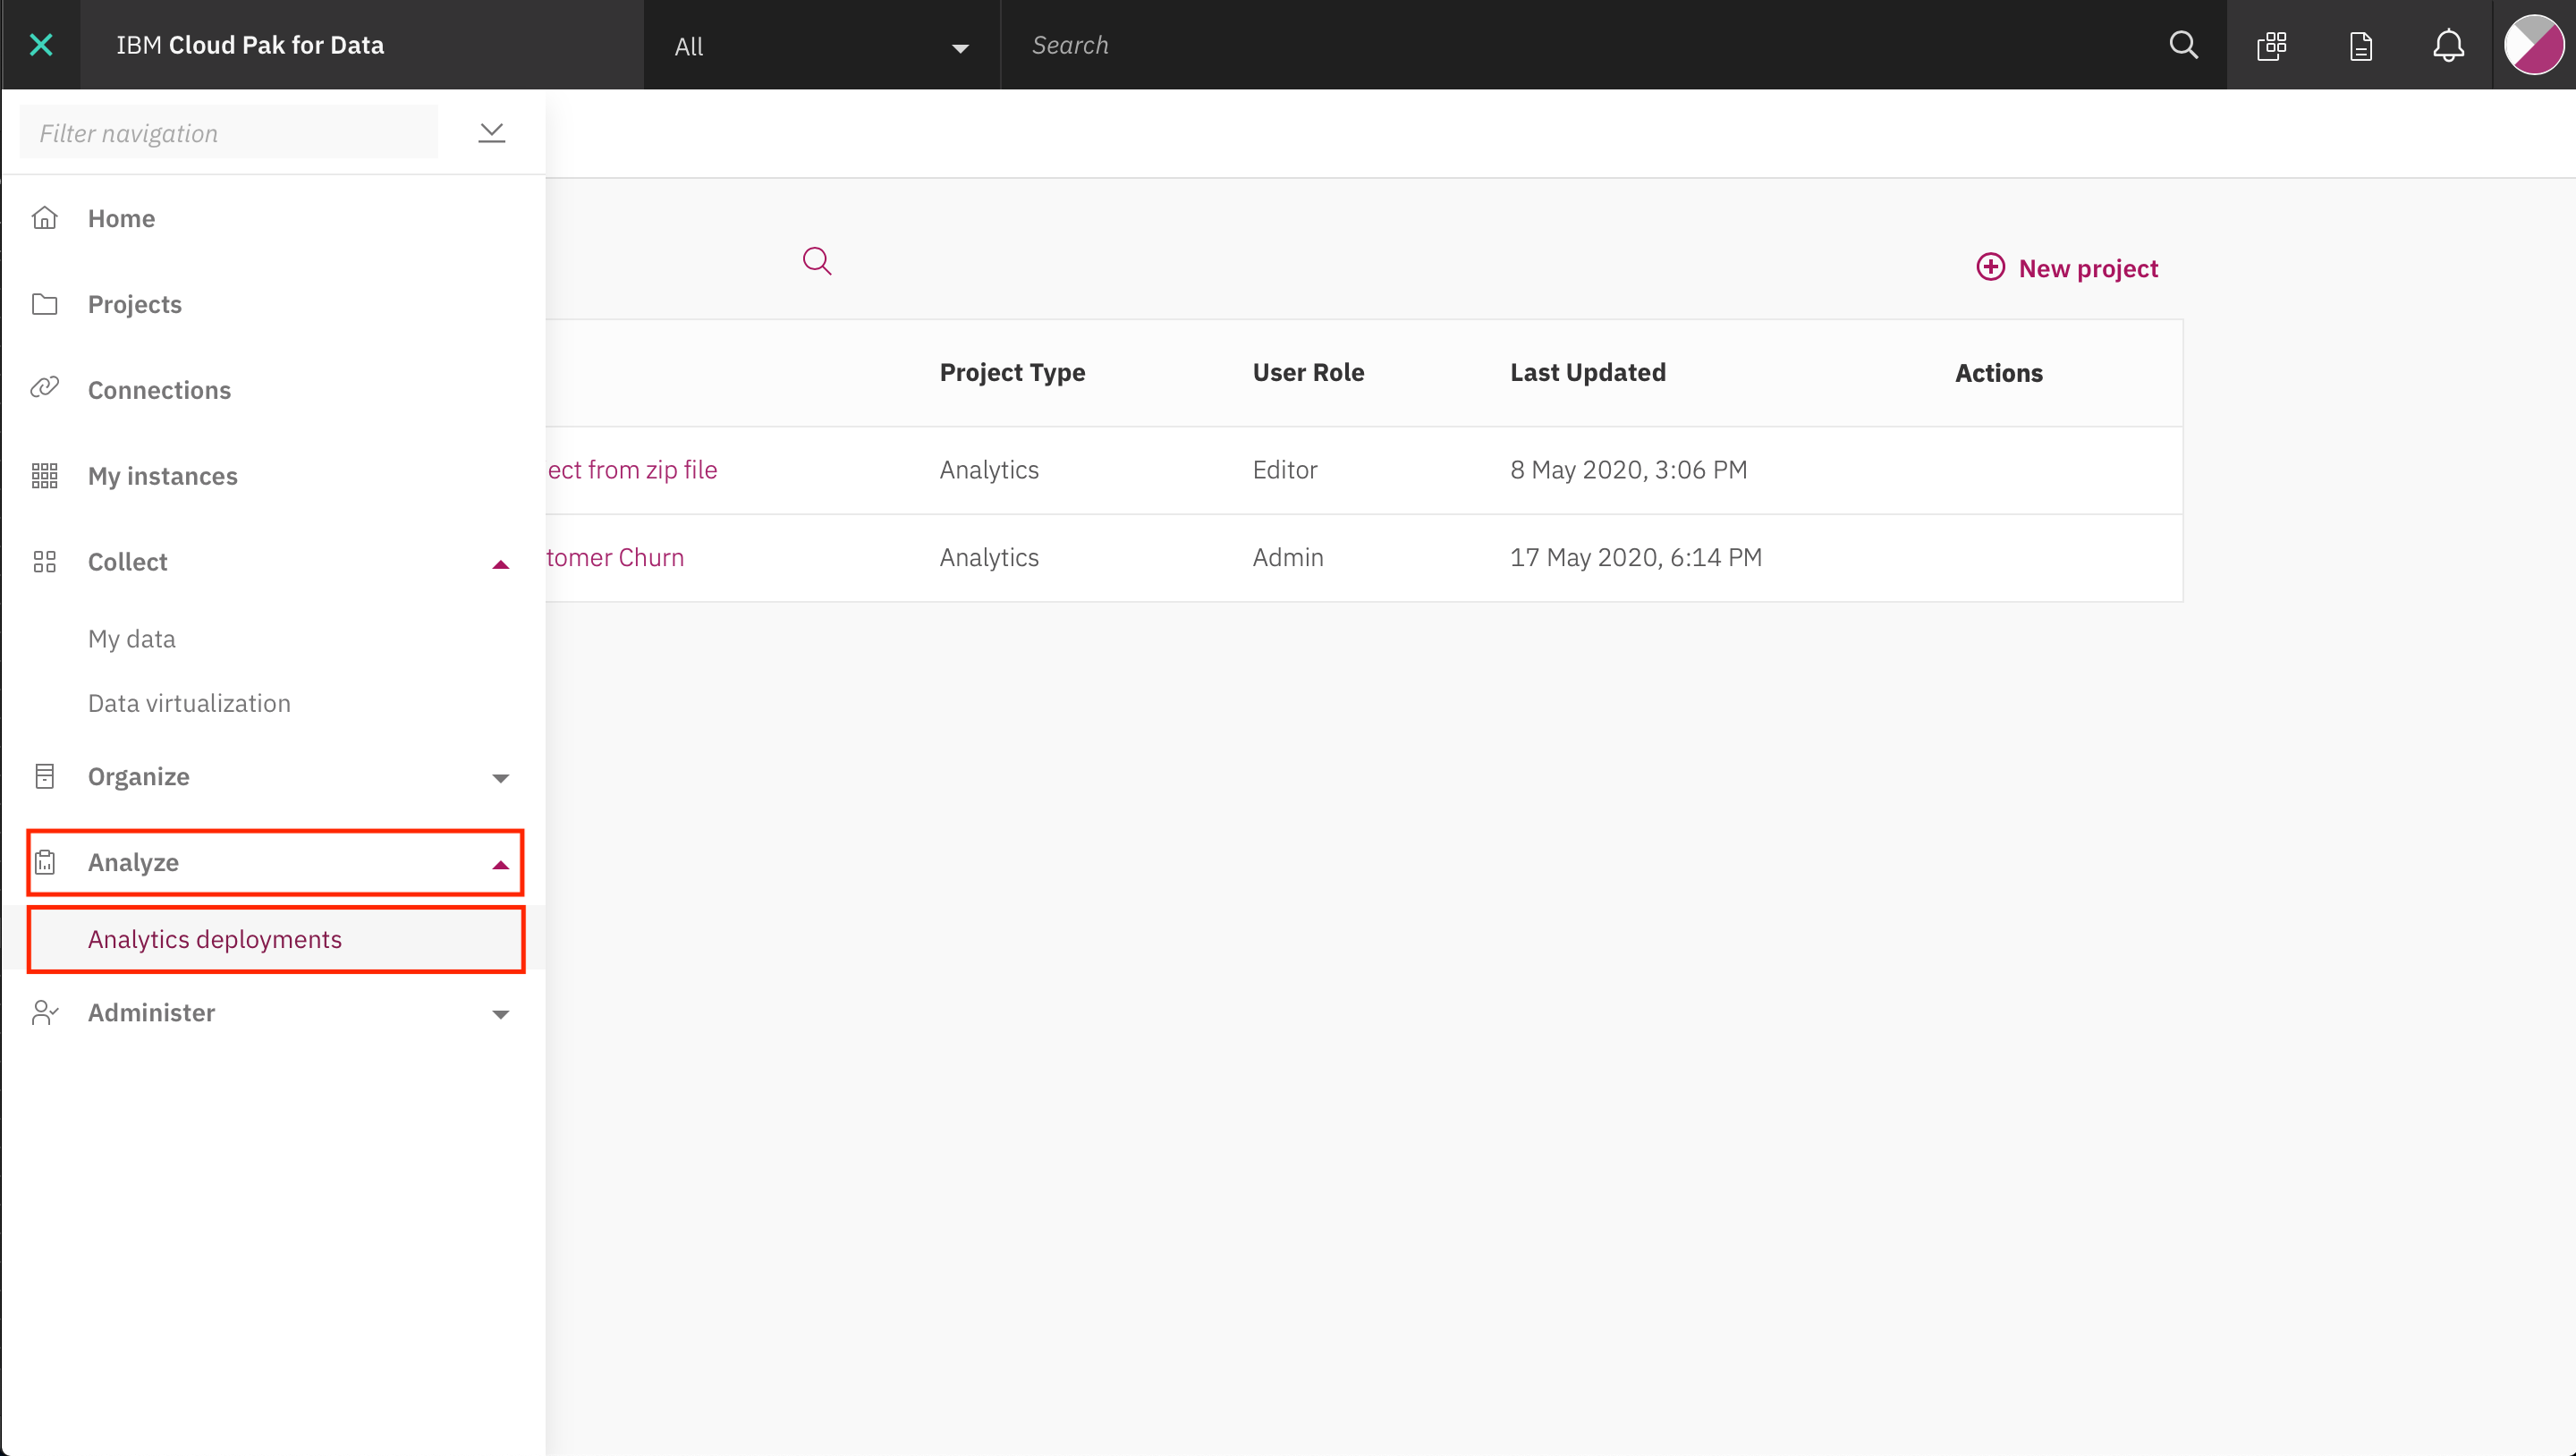 IBM Cloud Pak for Data
All
Search
Filter navigation
Home
Projects
Connections
My instances
Collect
My data
Data virtualization
Organize
Analyze
Analytics deployments
Administer
New project
Project Type User Role Last Updated Actions
ect from zip file Analytics Editor 8 May 2020, 3:06 PM
tomer Churn Analytics Admin 17 May 2020, 6:14 PM